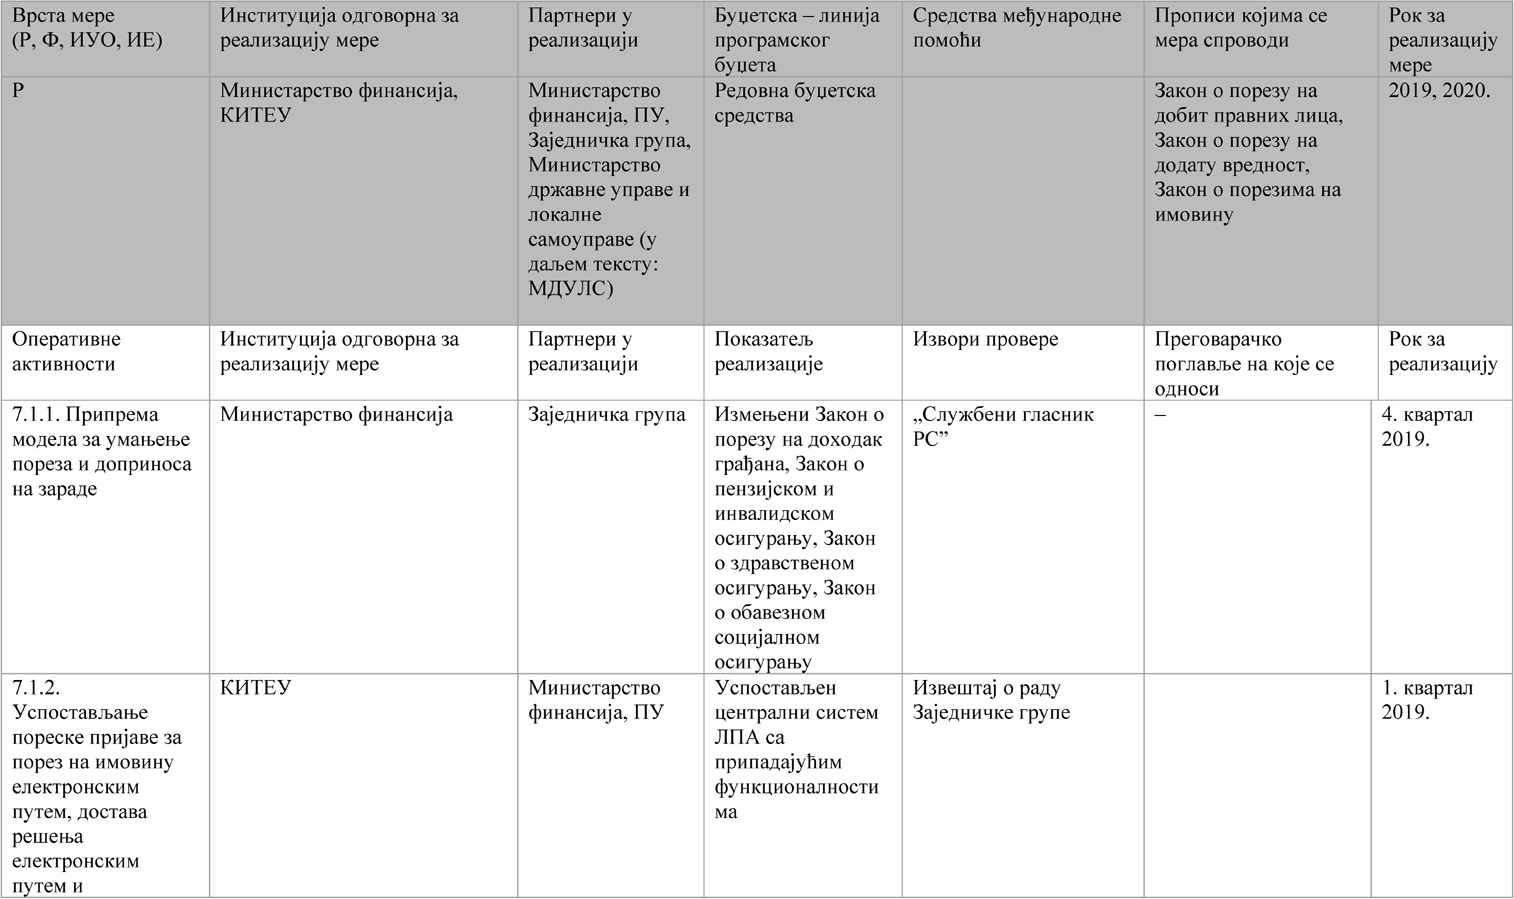 Врста мере
(Р, Ф, ИУО, ИЕ)
Институција одговорна за
реализацију мере
Партнери у
реализацији
Буџетска – линија
програмског
буџета
Средства међународне
помоћи
Прописи којима се
мера спроводи
Рок за
реализацију
мере
Р
Министарство финансија,
КИТЕУ
Министарство
финансија, ПУ,
Заједничка група,
Министарство
државне управе и
локалне
самоуправе (у
даљем тексту:
МДУЛС)
Редовна буџетска
средства
Закон о порезу на
добит правних лица,
Закон о порезу на
додату вредност,
Закон о порезима на
имовину
2019, 2020.
Оперативне
активности
Институција одговорна за
реализацију мере
Партнери у
реализацији
Показатељ
реализације
Извори провере
Преговарачко
поглавље на које се
односи
Рок за
реализацију
7.1.1. Припрема
модела за умањење
пореза и доприноса
на зараде
Министарство финансија
Заједничка група
Измењени Закон о
порезу на доходак
грађана, Закон о
пензијском и
инвалидском
осигурању, Закон
о здравственом
осигурању, Закон
о обавезном
социјалном
осигурању
„Службени гласник
РС”
–
4. квартал
2019.
7.1.2.
Успостављање
пореске пријаве за
порез на имовину
електронским
путем, достава
решења
електронским
путем и
КИТЕУ
Министарство
финансија, ПУ
Успостављен
централни систем
ЛПА са
припадајућим
функционалности
ма
Извештај о раду
Заједничке групе
1. квартал
2019.